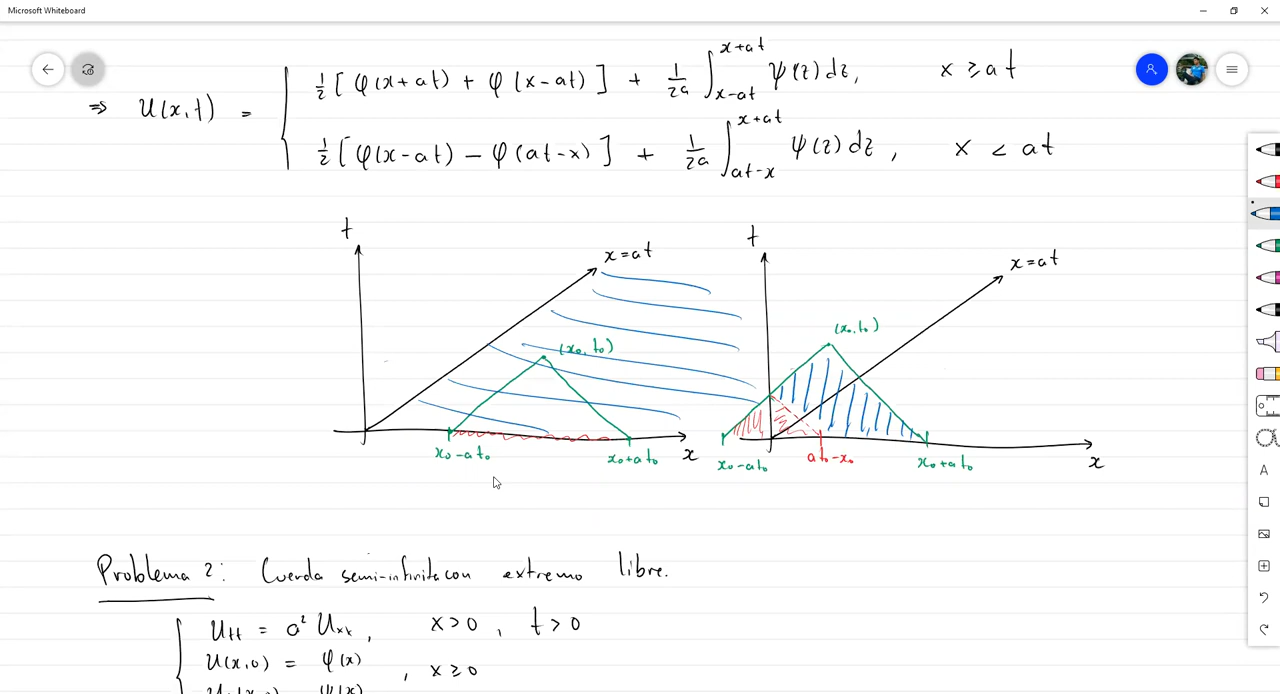 Microsoft Whiteboard
⇒ U(x,t) = { ½[φ(x+at) + φ(x-at)] + 1/2a ∫_{x-at}^{x+at} ψ(z)dz, x ≥ at
½[φ(x-at) - φ(at-x)] + 1/2a ∫_{at-x}^{x+at} ψ(z)dz, x < at
t
x=at
(x₀,t₀)
x₀-at₀
x₀+at₀
x
t
x=at
(x₀,t₀)
x₀-at₀
at₀-x₀
x₀+at₀
x
A
Problema 2: Cuerda semi-infinita con extremo libre.
Utt = a² Uxx, x>0, t>0
U(x,0) = φ(x)
, x≥0